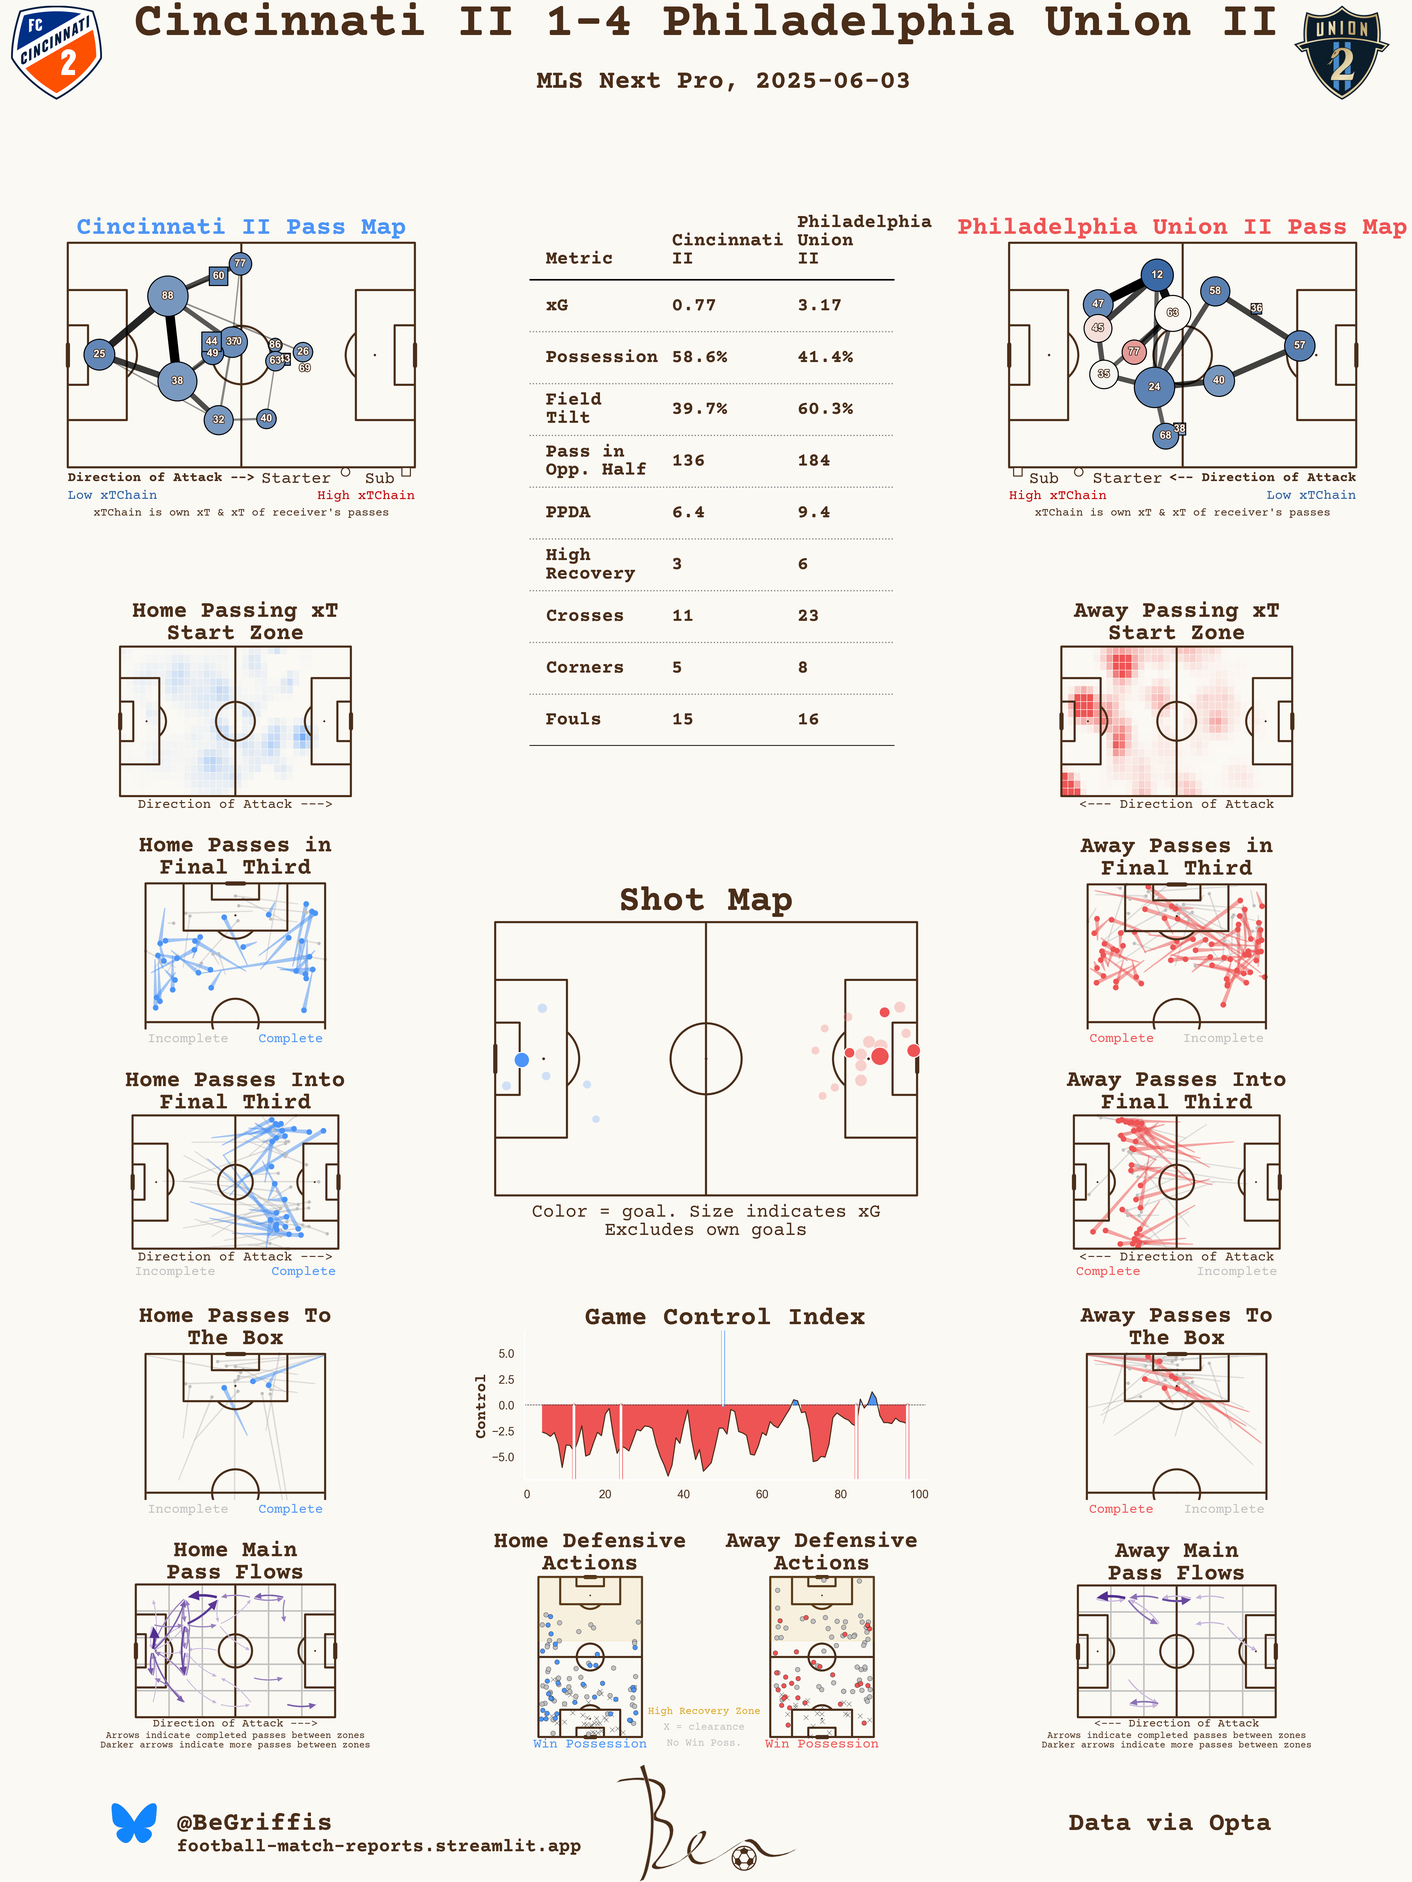 Cincinnati II 1-4 Philadelphia Union II
MLS Next Pro, 2025-06-03
FC
CINCINNATI
2
UNION
2
Cincinnati II Pass Map
77
60
88
44
37
49
86
26
63
69
25
38
32
40
Direction of Attack --> Starter Sub
Low xTChain High xTChain
xTChain is own xT & xT of receiver's passes
Metric Cincinnati II Philadelphia Union II
xG 0.77 3.17
Possession 58.6% 41.4%
Field Tilt 39.7% 60.3%
Pass in Opp. Half 136 184
PPDA 6.4 9.4
High Recovery 3 6
Crosses 11 23
Corners 5 8
Fouls 15 16
Philadelphia Union II Pass Map
12
47
58
36
63
45
77
57
35
24
40
68
38
Sub Starter <-- Direction of Attack
High xTChain Low xTChain
xTChain is own xT & xT of receiver's passes
Home Passing xT
Start Zone
Direction of Attack --->
Away Passing xT
Start Zone
<--- Direction of Attack
Home Passes in
Final Third
Incomplete Complete
Away Passes in
Final Third
Complete Incomplete
Shot Map
Color = goal. Size indicates xG
Excludes own goals
Home Passes Into
Final Third
Direction of Attack --->
Incomplete Complete
Away Passes Into
Final Third
<--- Direction of Attack
Complete Incomplete
Home Passes To
The Box
Incomplete Complete
Game Control Index
Control
5.0
2.5
0.0
−2.5
−5.0
0 20 40 60 80 100
Away Passes To
The Box
Complete Incomplete
Home Main
Pass Flows
Direction of Attack --->
Arrows indicate completed passes between zones
Darker arrows indicate more passes between zones
Home Defensive
Actions
Win Possession
Away Defensive
Actions
Win Possession
High Recovery Zone
X = clearance
No Win Poss.
Away Main
Pass Flows
<--- Direction of Attack
Arrows indicate completed passes between zones
Darker arrows indicate more passes between zones
@BeGriffis
football-match-reports.streamlit.app
Ben
Data via Opta